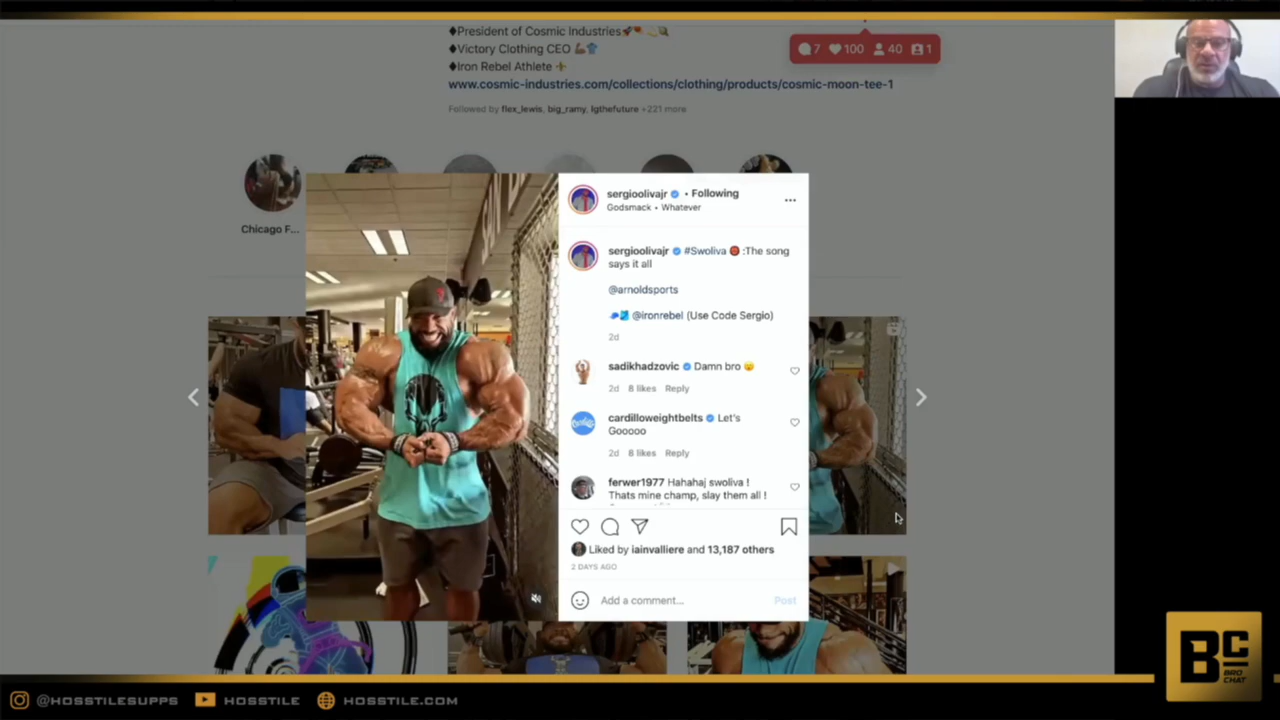 ♦President of Cosmic Industries
♦Victory Clothing CEO
♦Iron Rebel Athlete
www.cosmic-industries.com/collections/clothing/products/cosmic-moon-tee-1
Followed by flex_lewis, big_ramy, lgthefuture +221 more
7 100 40 1
Chicago F...
sergioolivajr • Following
Godsmack • Whatever
sergioolivajr #Swoliva :The song
says it all
@arnoldsports
@ironrebel (Use Code Sergio)
2d
sadikhadzovic Damn bro
2d 8 likes Reply
cardilloweightbelts Let's
Gooooo
2d 8 likes Reply
ferwer1977 Hahahaj swoliva !
Thats mine champ, slay them all !
Liked by iainvalliere and 13,187 others
2 DAYS AGO
Add a comment...
Post
BC
BRO
CHAT
@HOSSTILESUPPS HOSSTILE HOSSTILE.COM